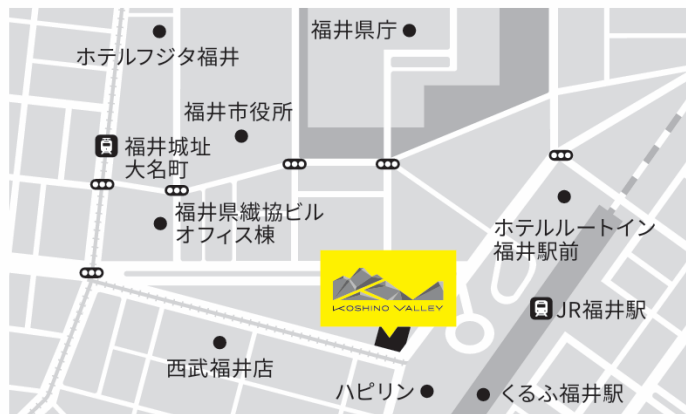 福井県庁
ホテルフジタ福井
福井市役所
福井城址
大名町
福井県繊協ビル
オフィス棟
ホテルルートイン
福井駅前
KOSHINO VALLEY
JR福井駅
西武福井店
ハピリン
くるふ福井駅